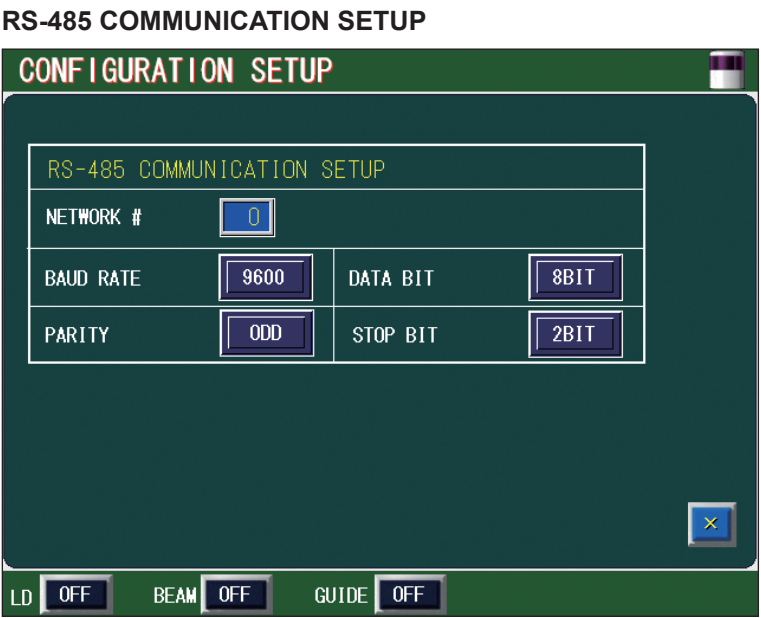 RS-485 COMMUNICATION SETUP
CONFIGURATION SETUP
RS-485 COMMUNICATION SETUP
NETWORK # 0
BAUD RATE 9600 DATA BIT 8BIT
PARITY ODD STOP BIT 2BIT
×
LD OFF BEAM OFF GUIDE OFF